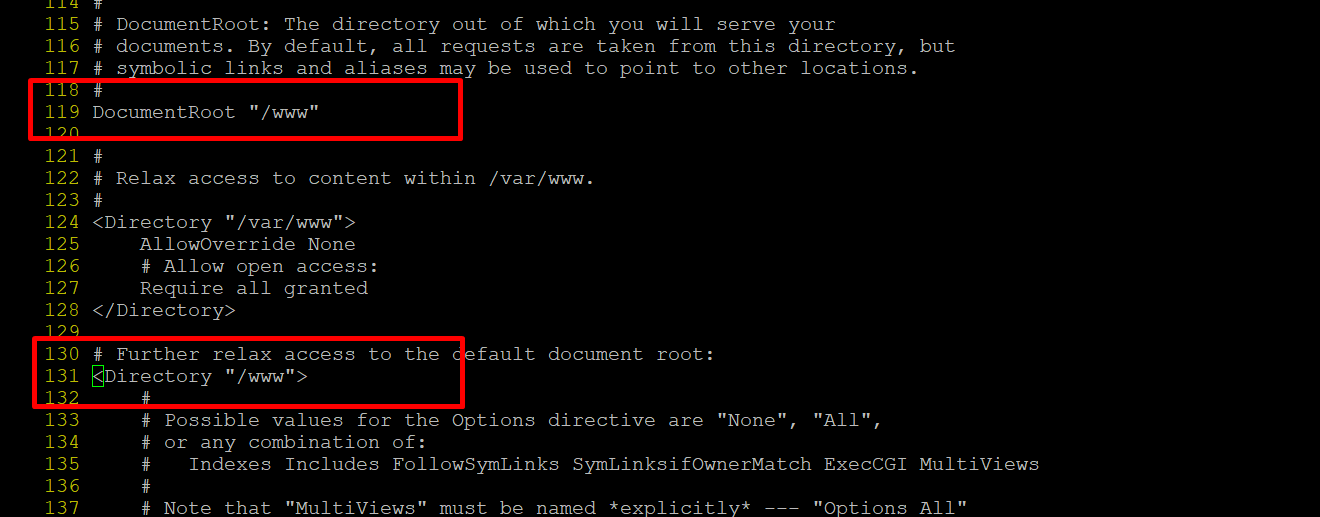 114 #
115 # DocumentRoot: The directory out of which you will serve your
116 # documents. By default, all requests are taken from this directory, but
117 # symbolic links and aliases may be used to point to other locations.
118 #
119 DocumentRoot "/www"
120
121 #
122 # Relax access to content within /var/www.
123 #
124 <Directory "/var/www">
125     AllowOverride None
126     # Allow open access:
127     Require all granted
128 </Directory>
129
130 # Further relax access to the default document root:
131 <Directory "/www">
132     #
133     # Possible values for the Options directive are "None", "All",
134     # or any combination of:
135     #   Indexes Includes FollowSymLinks SymLinksifOwnerMatch ExecCGI MultiViews
136     #
137     # Note that "MultiViews" must be named *explicitly* --- "Options All"